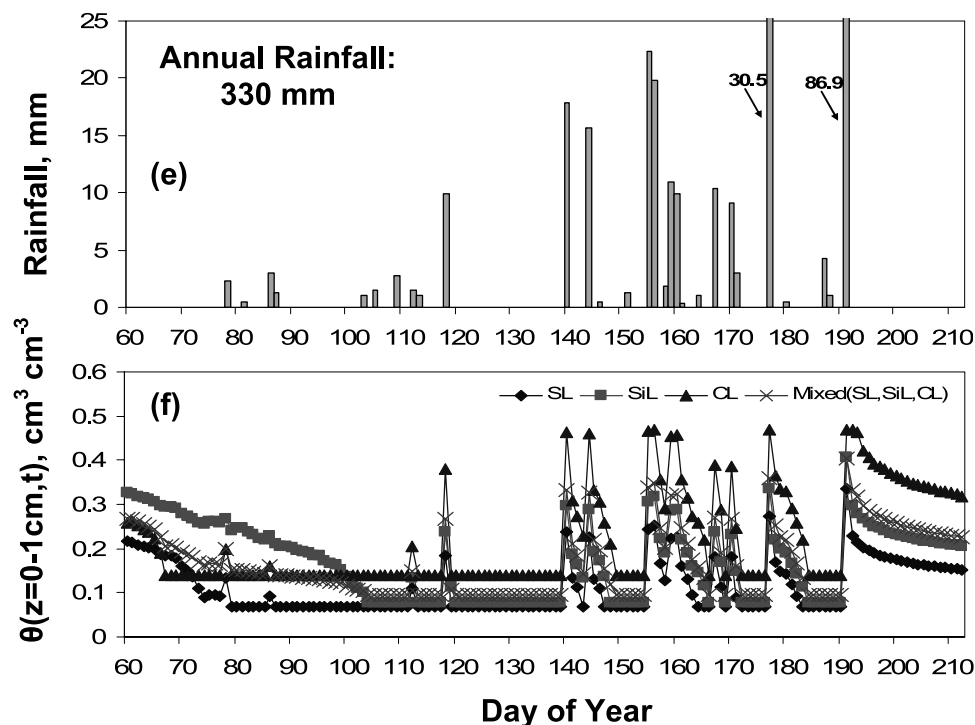 25
20
15
10
5
0
Rainfall, mm
Annual Rainfall:
330 mm
(e)
30.5
86.9
60 70 80 90 100 110 120 130 140 150 160 170 180 190 200 210
0.6
0.5
0.4
0.3
0.2
0.1
0
θ(z=0-1cm,t), cm³ cm⁻³
(f)
SL SiL CL Mixed(SL,SiL,CL)
60 70 80 90 100 110 120 130 140 150 160 170 180 190 200 210
Day of Year